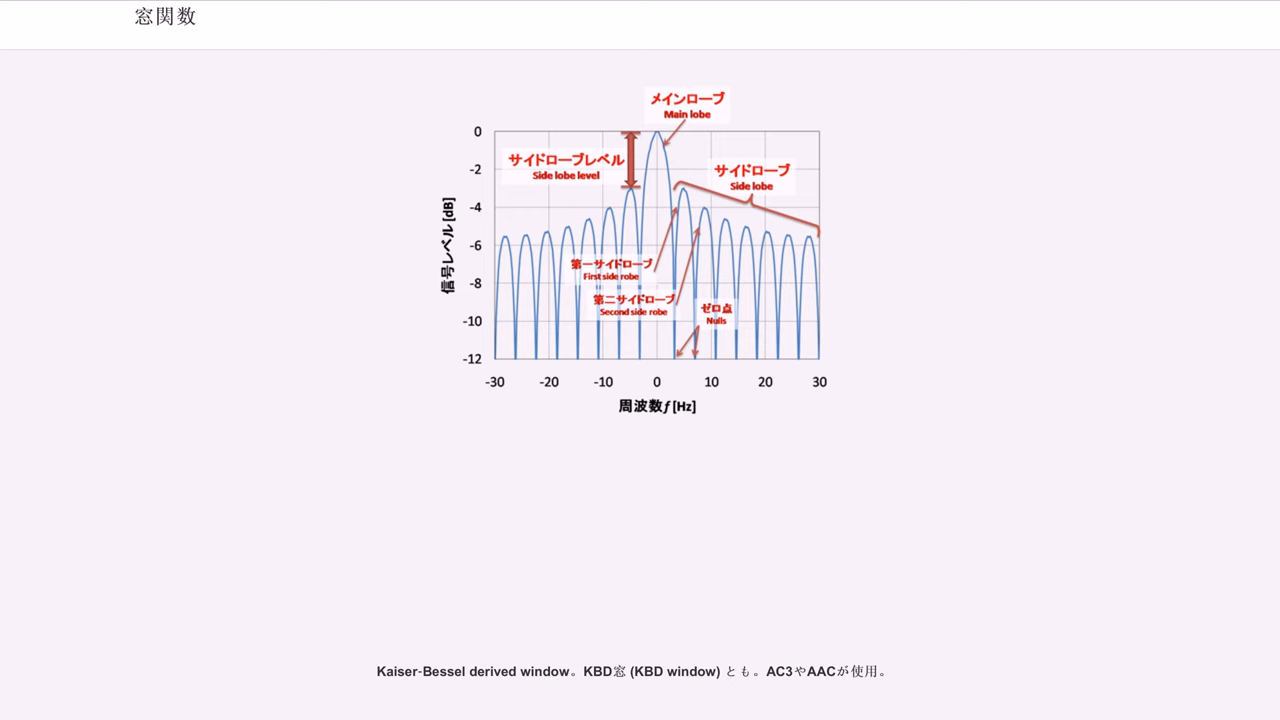 窓関数
メインローブ
Main lobe
サイドローブレベル
Side lobe level
サイドローブ
Side lobe
第一サイドローブ
First side robe
第二サイドローブ
Second side robe
ゼロ点
Nulls
信号レベル [dB]
0
-2
-4
-6
-8
-10
-12
-30 -20 -10 0 10 20 30
周波数 f [Hz]
Kaiser-Bessel derived window。KBD窓 (KBD window) とも。AC3やAACが使用。